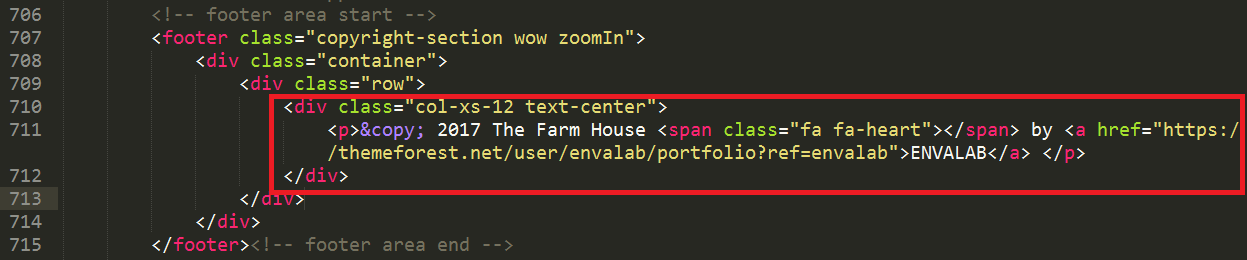 706 <!-- footer area start -->
707 <footer class="copyright-section wow zoomIn">
708 <div class="container">
709 <div class="row">
710 <div class="col-xs-12 text-center">
711 <p>&copy; 2017 The Farm House <span class="fa fa-heart"></span> by <a href="https:/
/themeforest.net/user/envalab/portfolio?ref=envalab">ENVALAB</a> </p>
712 </div>
713 </div>
714 </div>
715 </footer><!-- footer area end -->